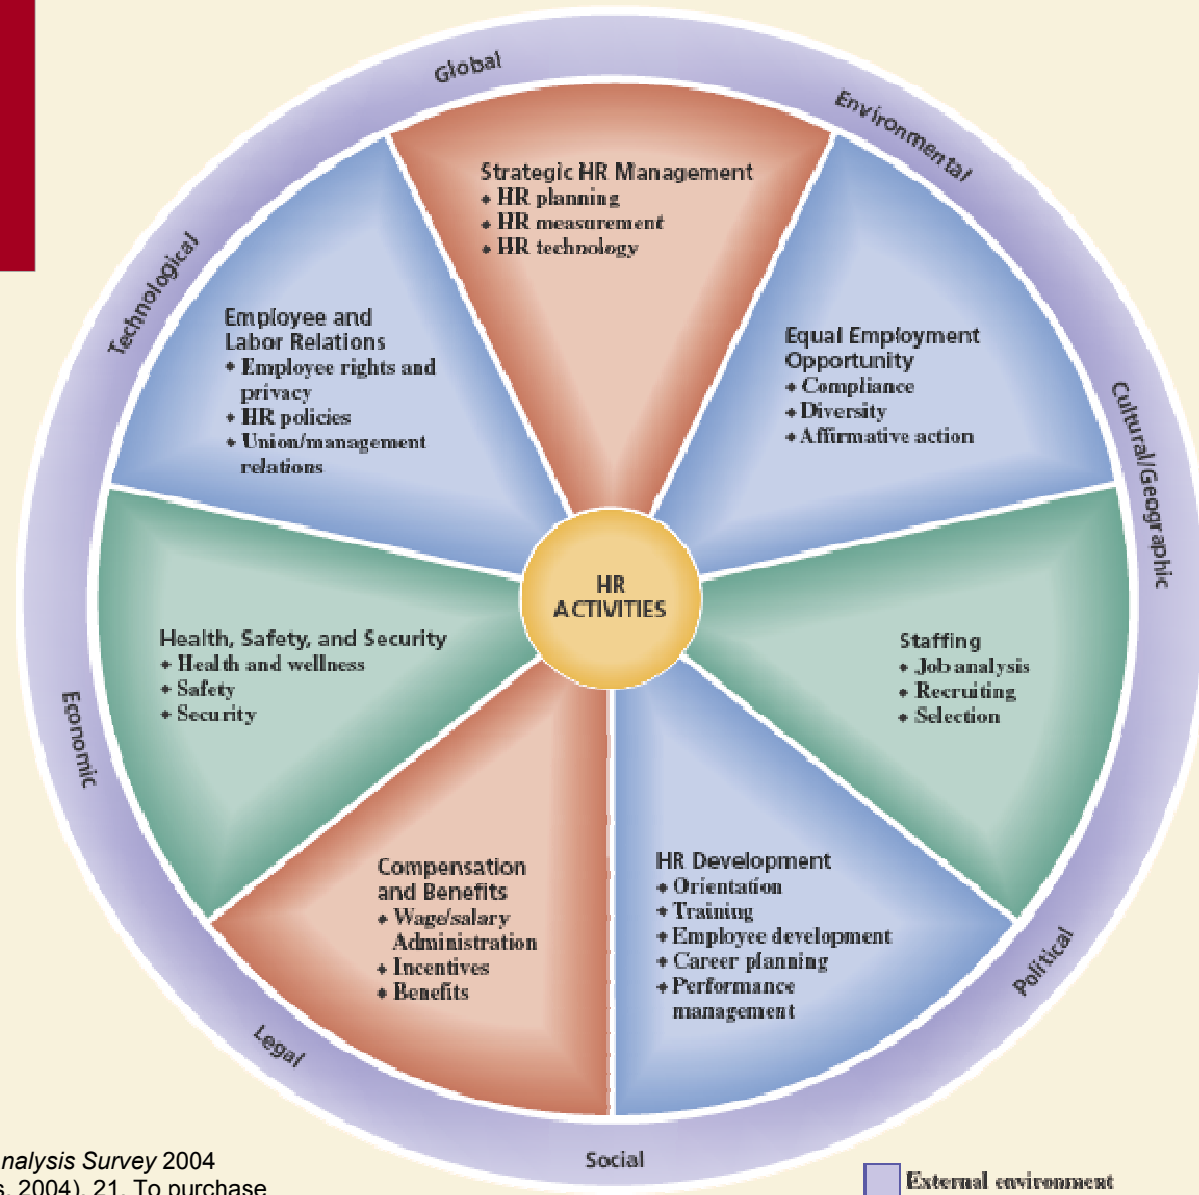 Global
Environmental
Technological
Cultural/Geographic
Economic
Political
Legal
Social
Strategic HR Management
• HR planning
• HR measurement
• HR technology
Employee and
Labor Relations
• Employee rights and
privacy
• HR policies
• Union/management
relations
Equal Employment
Opportunity
• Compliance
• Diversity
• Affirmative action
HR
ACTIVITIES
Health, Safety, and Security
• Health and wellness
• Safety
• Security
Staffing
• Job analysis
• Recruiting
• Selection
Compensation
and Benefits
• Wage/salary
Administration
• Incentives
• Benefits
HR Development
• Orientation
• Training
• Employee development
• Career planning
• Performance
management
nalysis Survey 2004
s, 2004), 21. To purchase
External environment